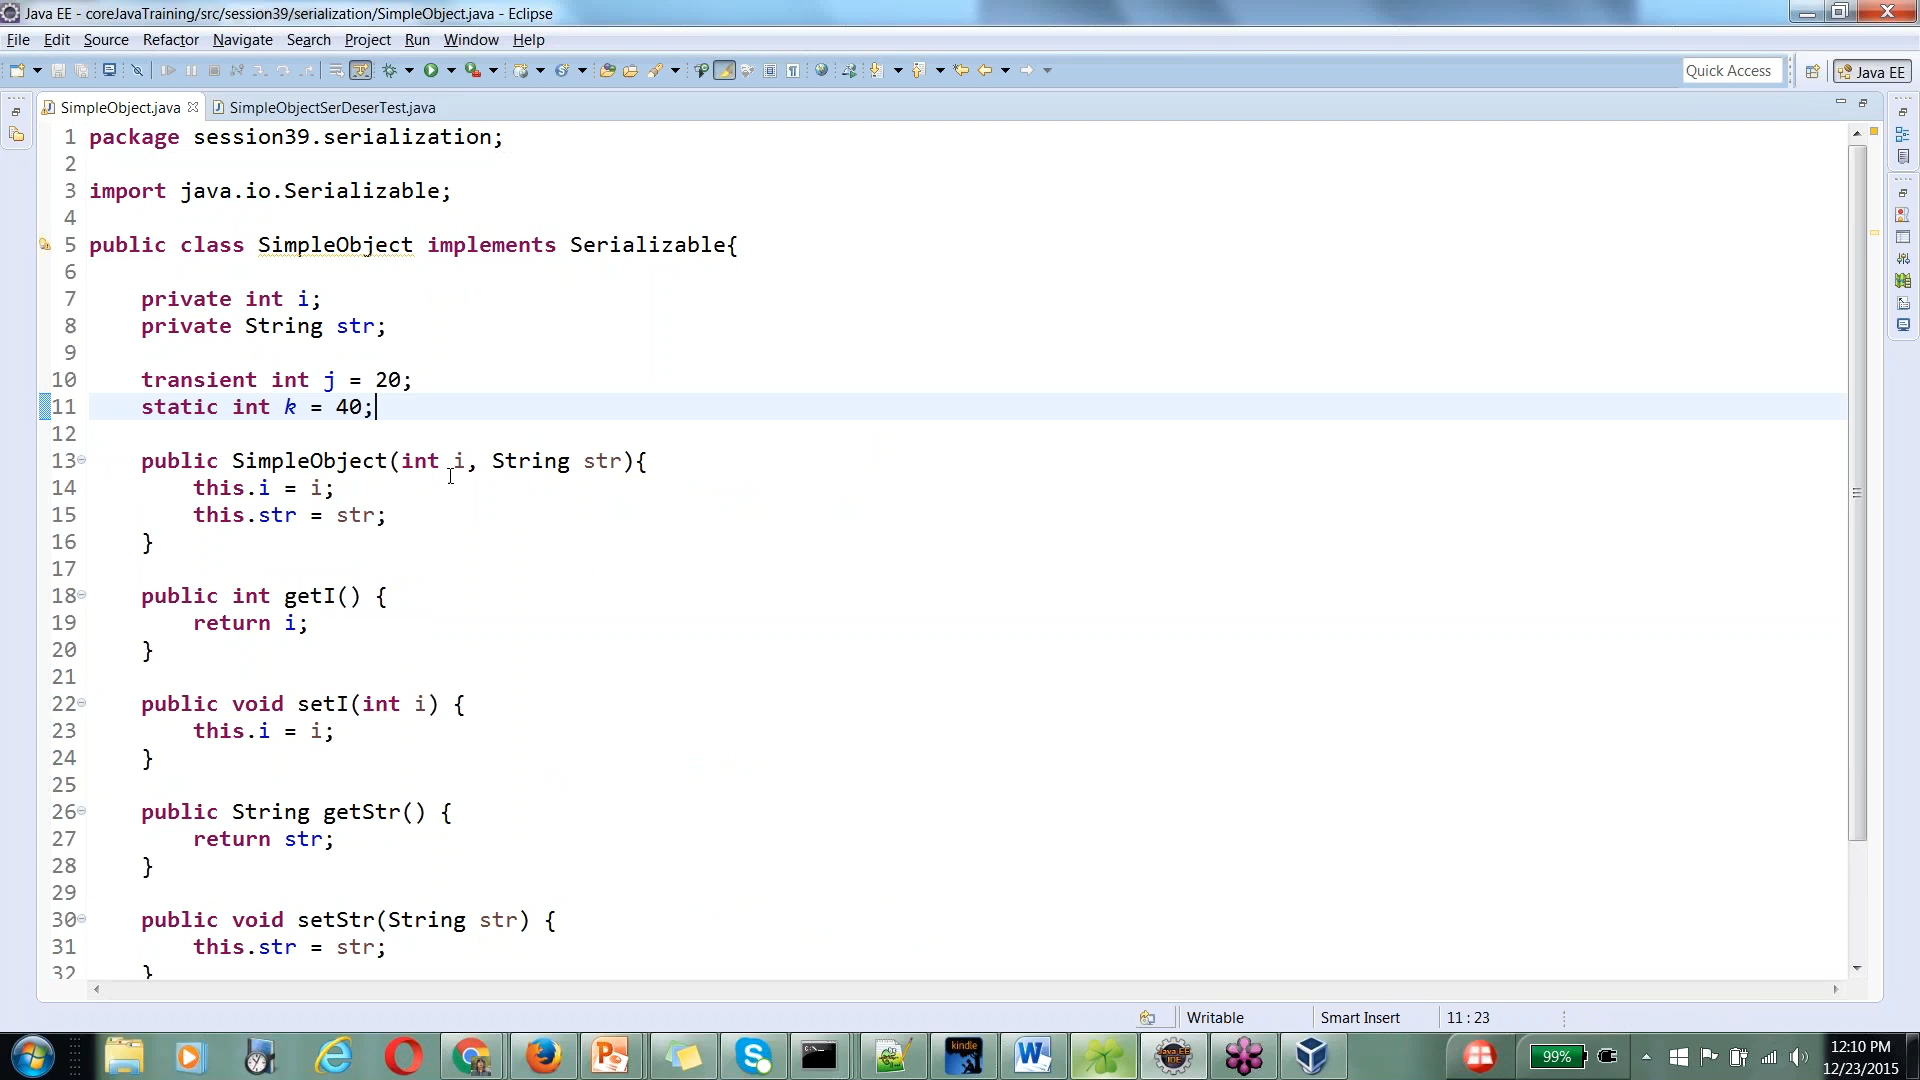 Java EE - coreJavaTraining/src/session39/serialization/SimpleObject.java - Eclipse
File Edit Source Refactor Navigate Search Project Run Window Help
Quick Access Java EE
SimpleObject.java SimpleObjectSerDeserTest.java
1 package session39.serialization;
2
3 import java.io.Serializable;
4
5 public class SimpleObject implements Serializable{
6
7 private int i;
8 private String str;
9
10 transient int j = 20;
11 static int k = 40;
12
13 public SimpleObject(int i, String str){
14 this.i = i;
15 this.str = str;
16 }
17
18 public int getI() {
19 return i;
20 }
21
22 public void setI(int i) {
23 this.i = i;
24 }
25
26 public String getStr() {
27 return str;
28 }
29
30 public void setStr(String str) {
31 this.str = str;
32 }
Writable Smart Insert 11 : 23
kindle Java EE IDE 99% 12:10 PM
12/23/2015